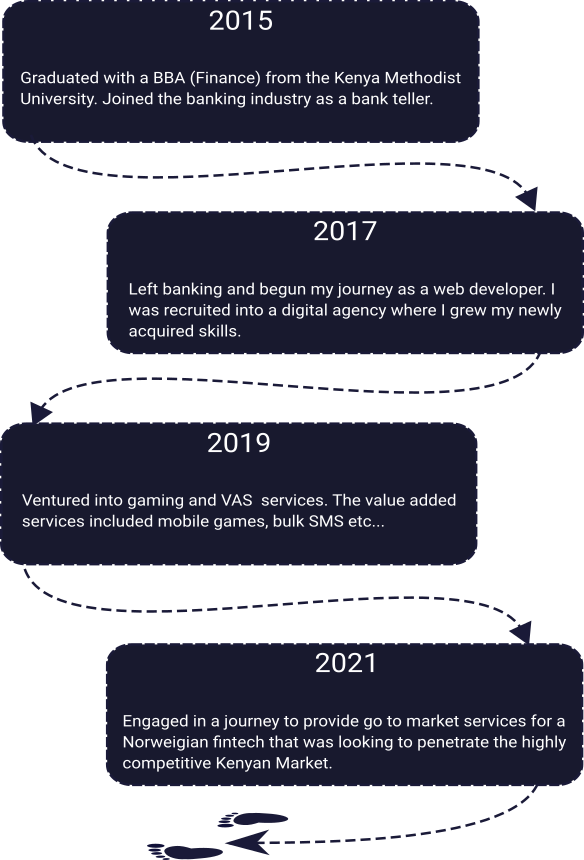 2015
Graduated with a BBA (Finance) from the Kenya Methodist
University. Joined the banking industry as a bank teller.
2017
Left banking and begun my journey as a web developer. I
was recruited into a digital agency where I grew my newly
acquired skills.
2019
Ventured into gaming and VAS  services. The value added
services included mobile games, bulk SMS etc...
2021
Engaged in a journey to provide go to market services for a
Norweigian fintech that was looking to penetrate the highly
competitive Kenyan Market.